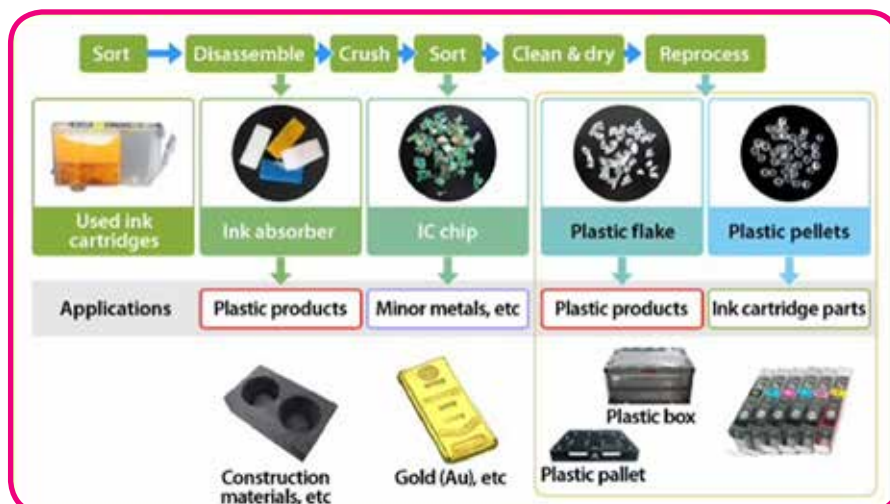 Sort
Disassemble
Crush
Sort
Clean & dry
Reprocess
Used ink
cartridges
Ink absorber
IC chip
Plastic flake
Plastic pellets
Applications
Plastic products
Minor metals, etc
Plastic products
Ink cartridge parts
Construction
materials, etc
Gold (Au), etc
Plastic box
Plastic pallet